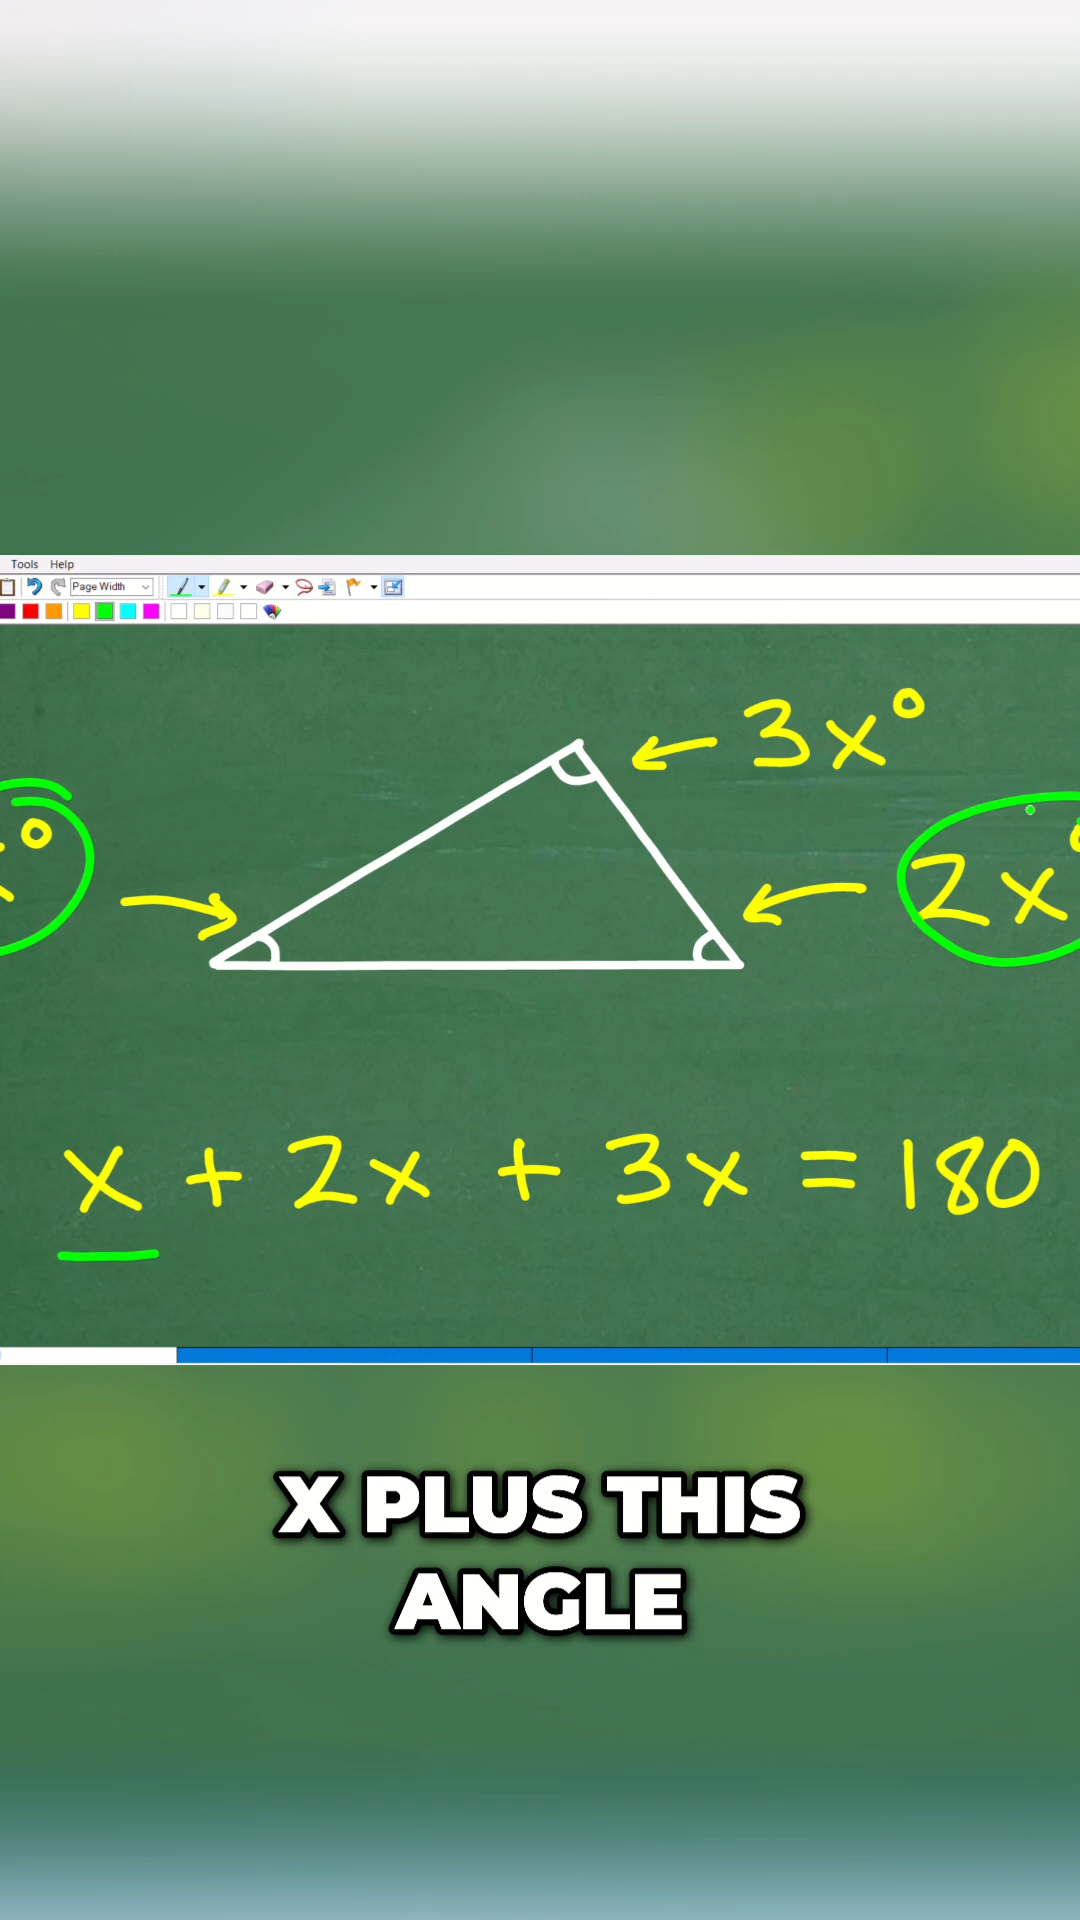 Tools Help
Page Width
3x°
x°
2x°
x + 2x + 3x = 180
X PLUS THIS
ANGLE